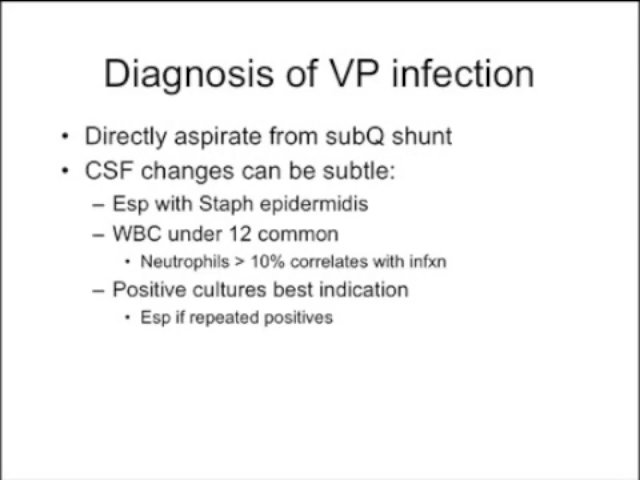 Diagnosis of VP infection
• Directly aspirate from subQ shunt
• CSF changes can be subtle:
– Esp with Staph epidermidis
– WBC under 12 common
• Neutrophils > 10% correlates with infxn
– Positive cultures best indication
• Esp if repeated positives